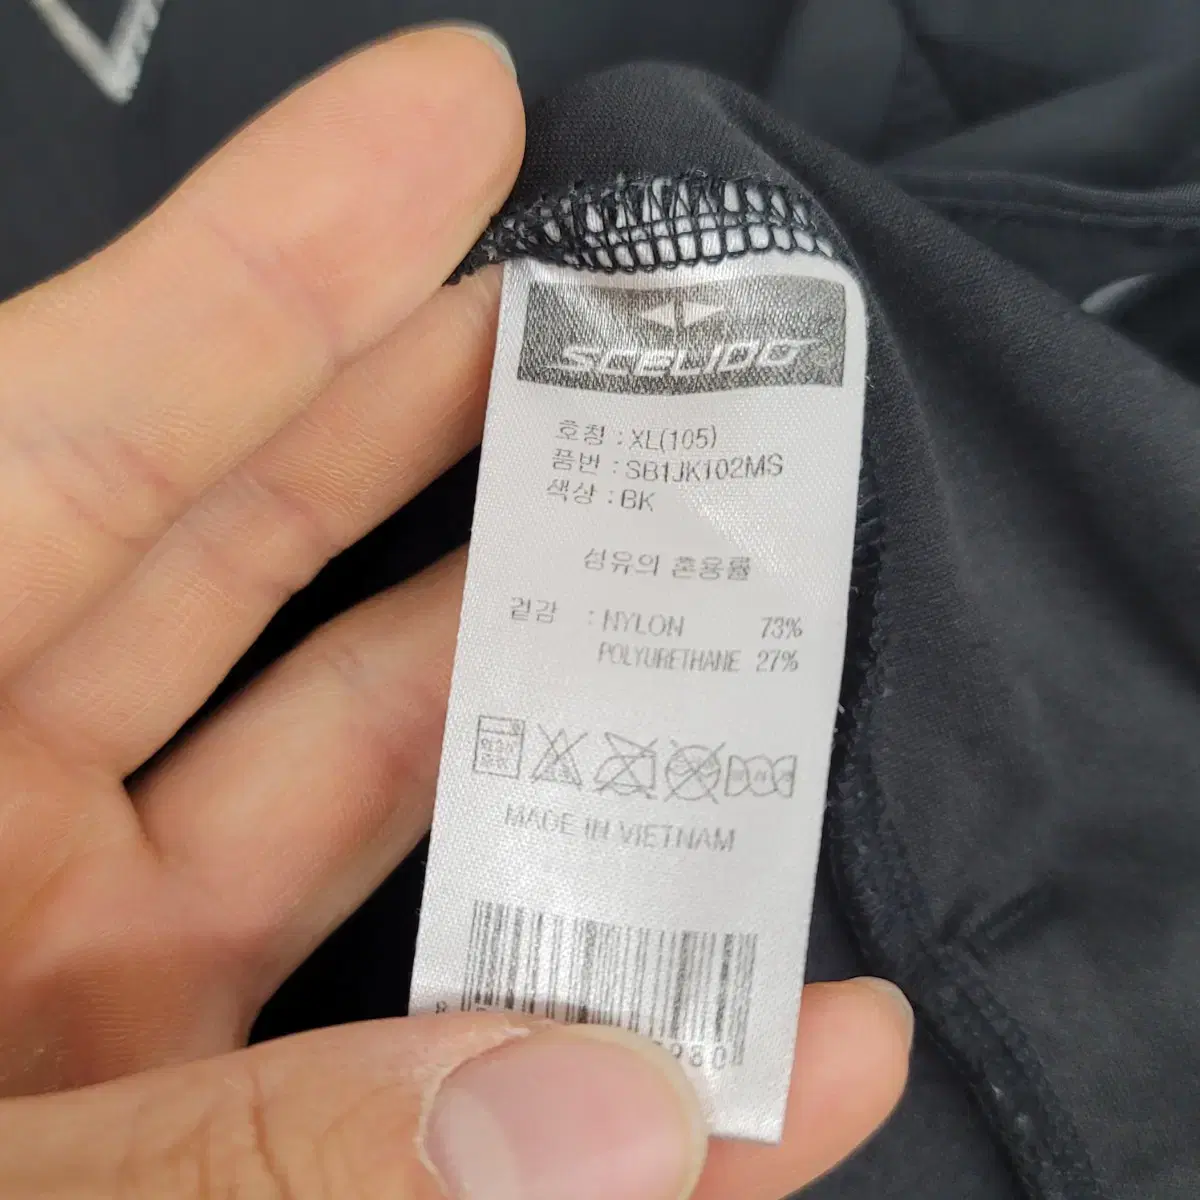 SCELIDO
호칭 : XL(105)
품번 : SB1JK102MS
색상 : BK
섬유의 혼용률
겉감 : NYLON 73%
POLYURETHANE 27%
MADE IN VIETNAM